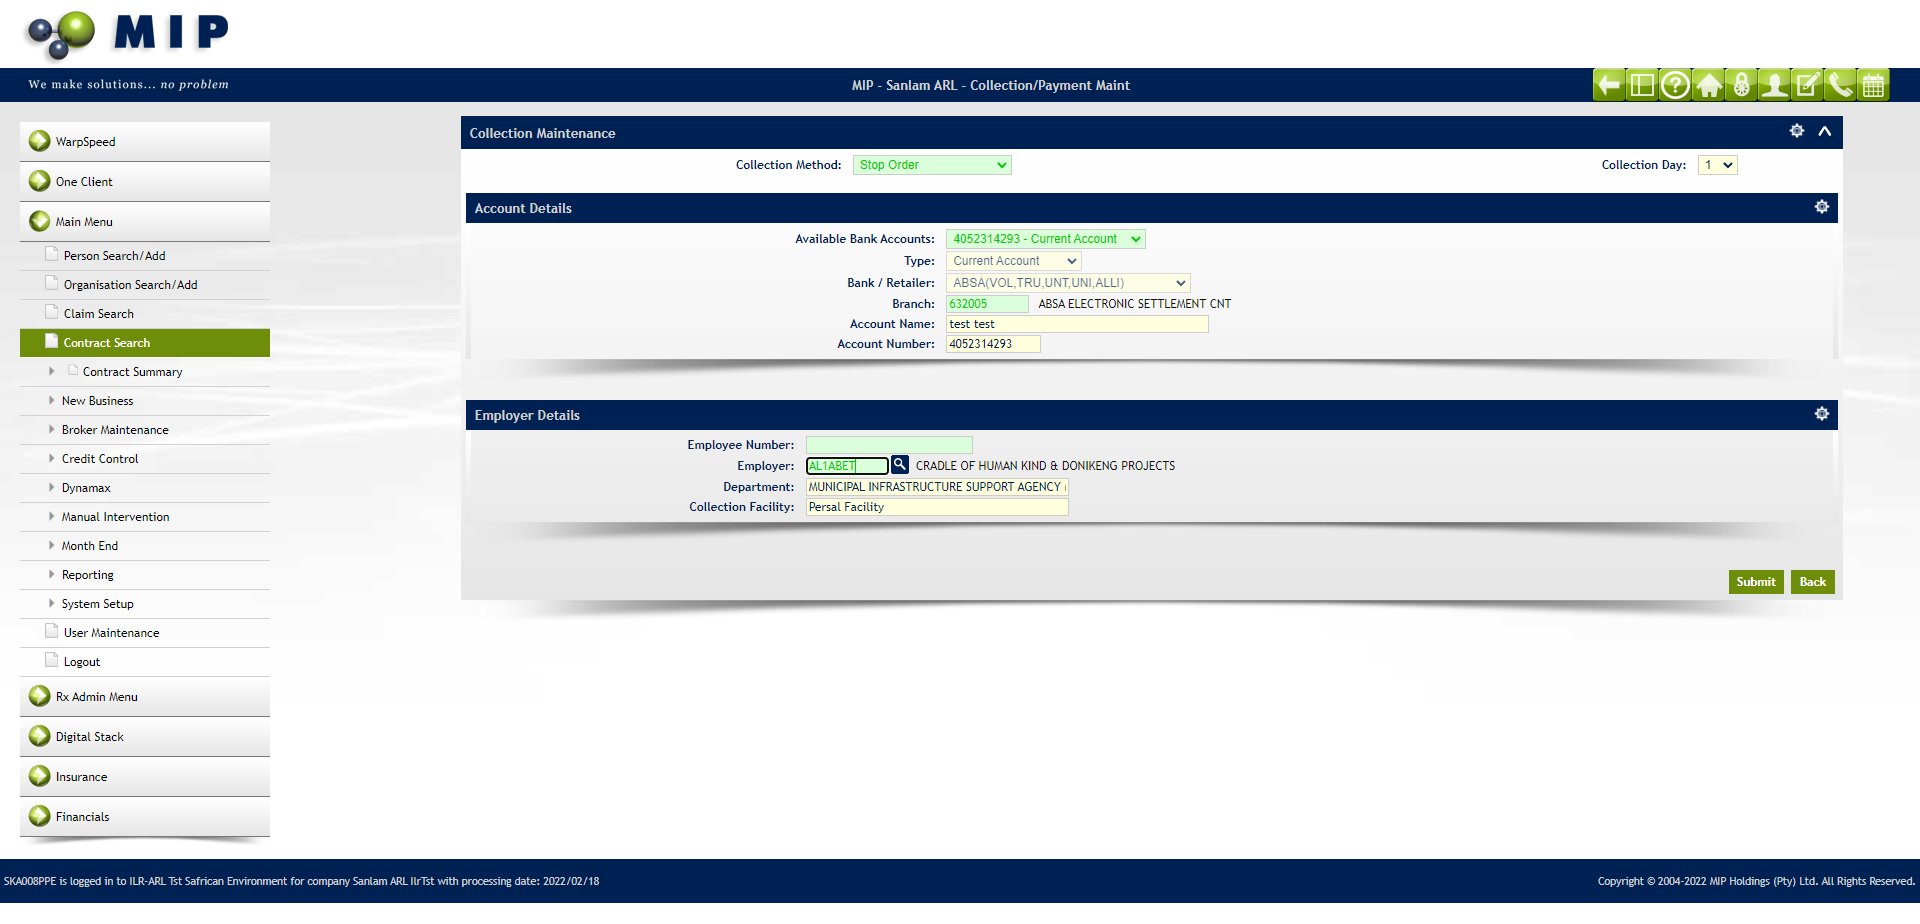 MIP
We make solutions... no problem
MIP - Sanlam ARL - Collection/Payment Maint
WarpSpeed
One Client
Main Menu
Person Search/Add
Organisation Search/Add
Claim Search
Contract Search
Contract Summary
New Business
Broker Maintenance
Credit Control
Dynamax
Manual Intervention
Month End
Reporting
System Setup
User Maintenance
Logout
Rx Admin Menu
Digital Stack
Insurance
Financials
Collection Maintenance
Collection Method: Stop Order Collection Day: 1
Account Details
Available Bank Accounts: 4052314293 - Current Account
Type: Current Account
Bank / Retailer: ABSA(VOL,TRU,UNT,UNI,ALLI)
Branch: 632005 ABSA ELECTRONIC SETTLEMENT CNT
Account Name: test test
Account Number: 4052314293
Employer Details
Employee Number:
Employer: AL1ABET CRADLE OF HUMAN KIND & DONIKENG PROJECTS
Department: MUNICIPAL INFRASTRUCTURE SUPPORT AGENCY (
Collection Facility: Persal Facility
Submit Back
SKA008PPE is logged in to ILR-ARL Tst Safrican Environment for company Sanlam ARL IlrTst with processing date: 2022/02/18
Copyright © 2004-2022 MIP Holdings (Pty) Ltd. All Rights Reserved.